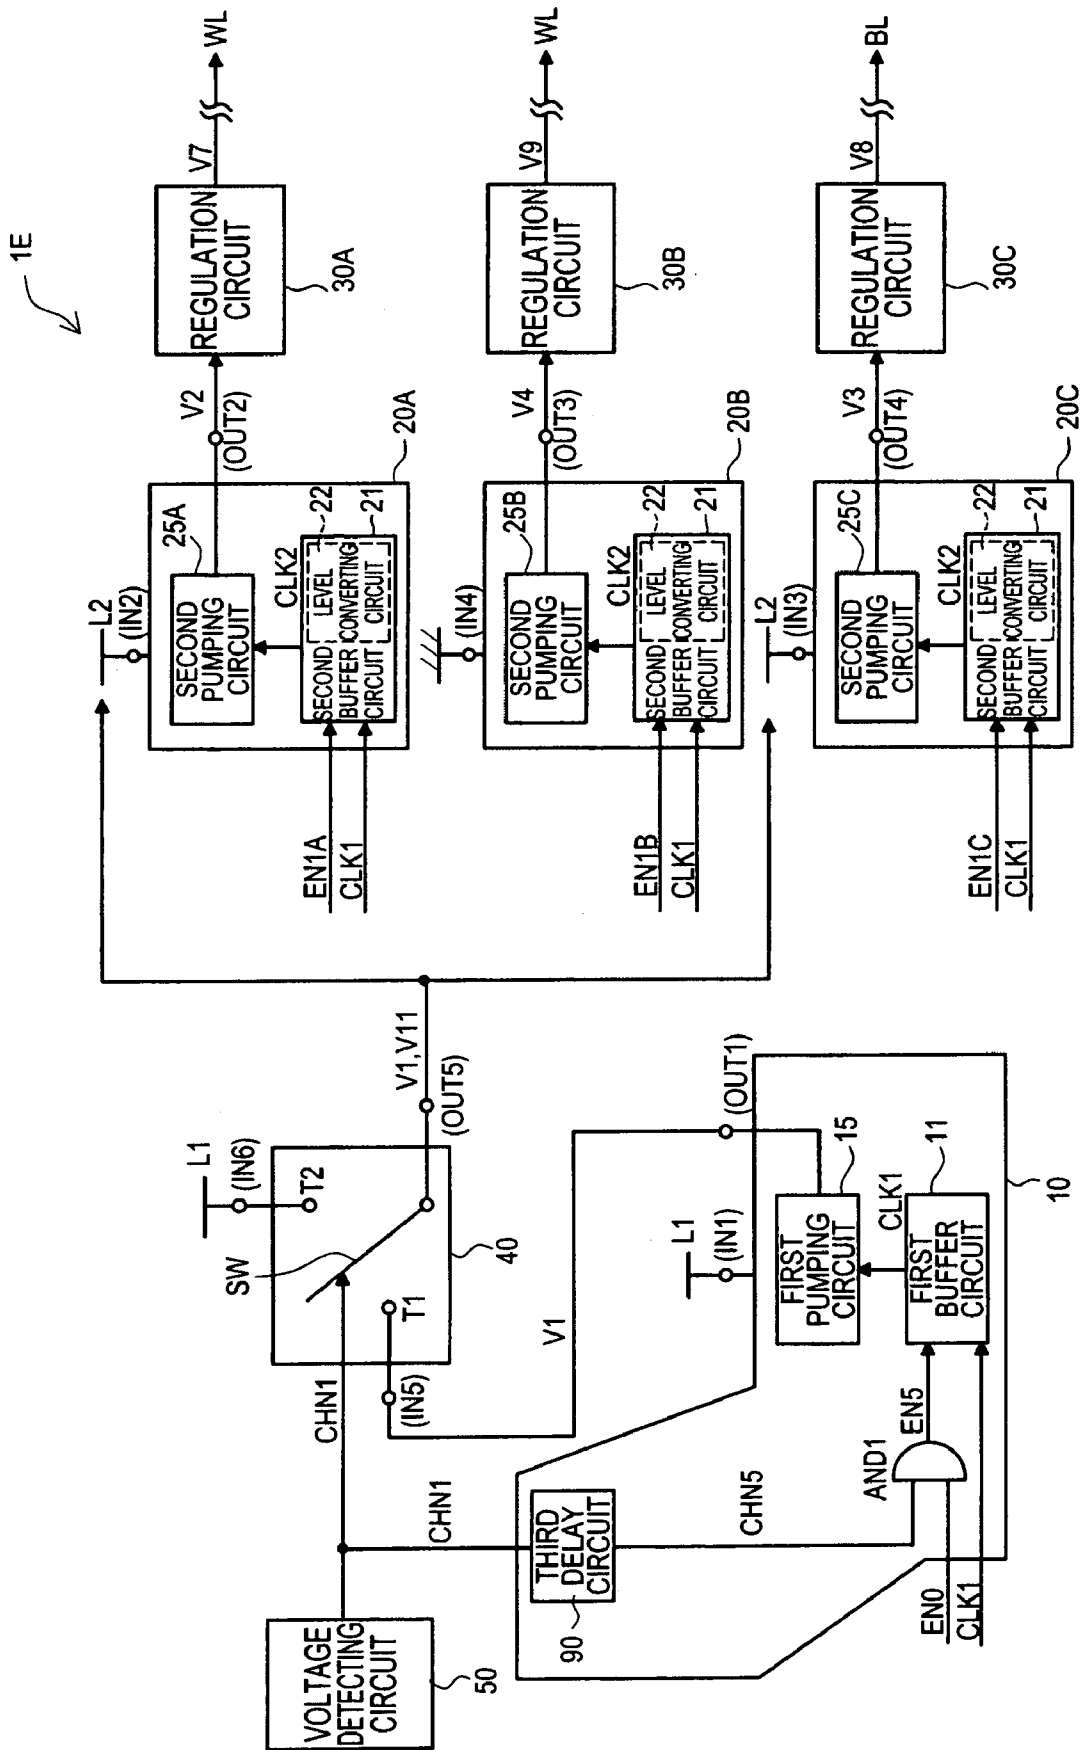 1E
VOLTAGE
DETECTING
CIRCUIT
50
CHN1
CHN1
SW
T1
T2
L1
(IN6)
(IN5)
40
V1,V11
(OUT5)
V1
THIRD
DELAY
CIRCUIT
90
CHN5
EN0
CLK1
AND1
EN5
FIRST
BUFFER
CIRCUIT
11
CLK1
FIRST
PUMPING
CIRCUIT
15
L1
(IN1)
(OUT1)
10
L2
(IN2)
25A
SECOND
PUMPING
CIRCUIT
CLK2
SECOND
BUFFER
CIRCUIT
LEVEL
CONVERTING
CIRCUIT
22
21
EN1A
CLK1
20A
V2
(OUT2)
REGULATION
CIRCUIT
30A
V7
WL
(IN4)
25B
SECOND
PUMPING
CIRCUIT
CLK2
SECOND
BUFFER
CIRCUIT
LEVEL
CONVERTING
CIRCUIT
22
21
EN1B
CLK1
20B
V4
(OUT3)
REGULATION
CIRCUIT
30B
V9
WL
L2
(IN3)
25C
SECOND
PUMPING
CIRCUIT
CLK2
SECOND
BUFFER
CIRCUIT
LEVEL
CONVERTING
CIRCUIT
22
21
EN1C
CLK1
20C
V3
(OUT4)
REGULATION
CIRCUIT
30C
V8
BL